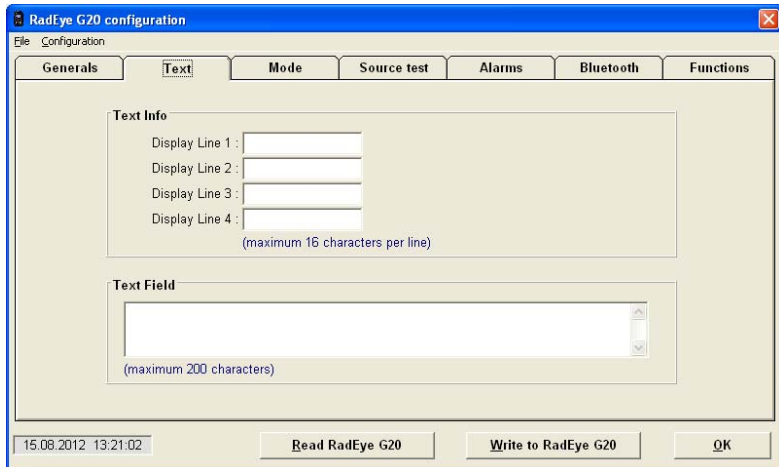 RadEye G20 configuration
File Configuration
Generals Text Mode Source test Alarms Bluetooth Functions
Text Info
Display Line 1 :
Display Line 2 :
Display Line 3 :
Display Line 4 :
(maximum 16 characters per line)
Text Field
(maximum 200 characters)
15.08.2012 13:21:02 Read RadEye G20 Write to RadEye G20 OK